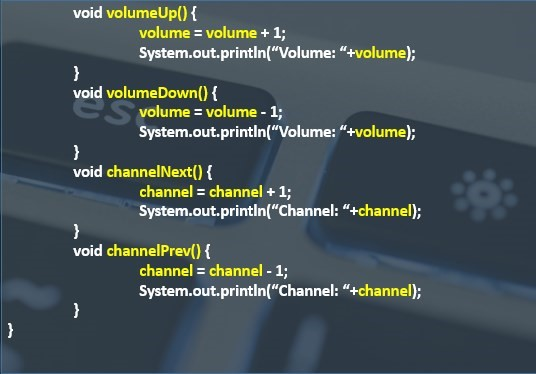 void volumeUp() {
volume = volume + 1;
System.out.println(“Volume: “+volume);
}
void volumeDown() {
volume = volume - 1;
System.out.println(“Volume: “+volume);
}
void channelNext() {
channel = channel + 1;
System.out.println(“Channel: “+channel);
}
void channelPrev() {
channel = channel - 1;
System.out.println(“Channel: “+channel);
}
}
esc